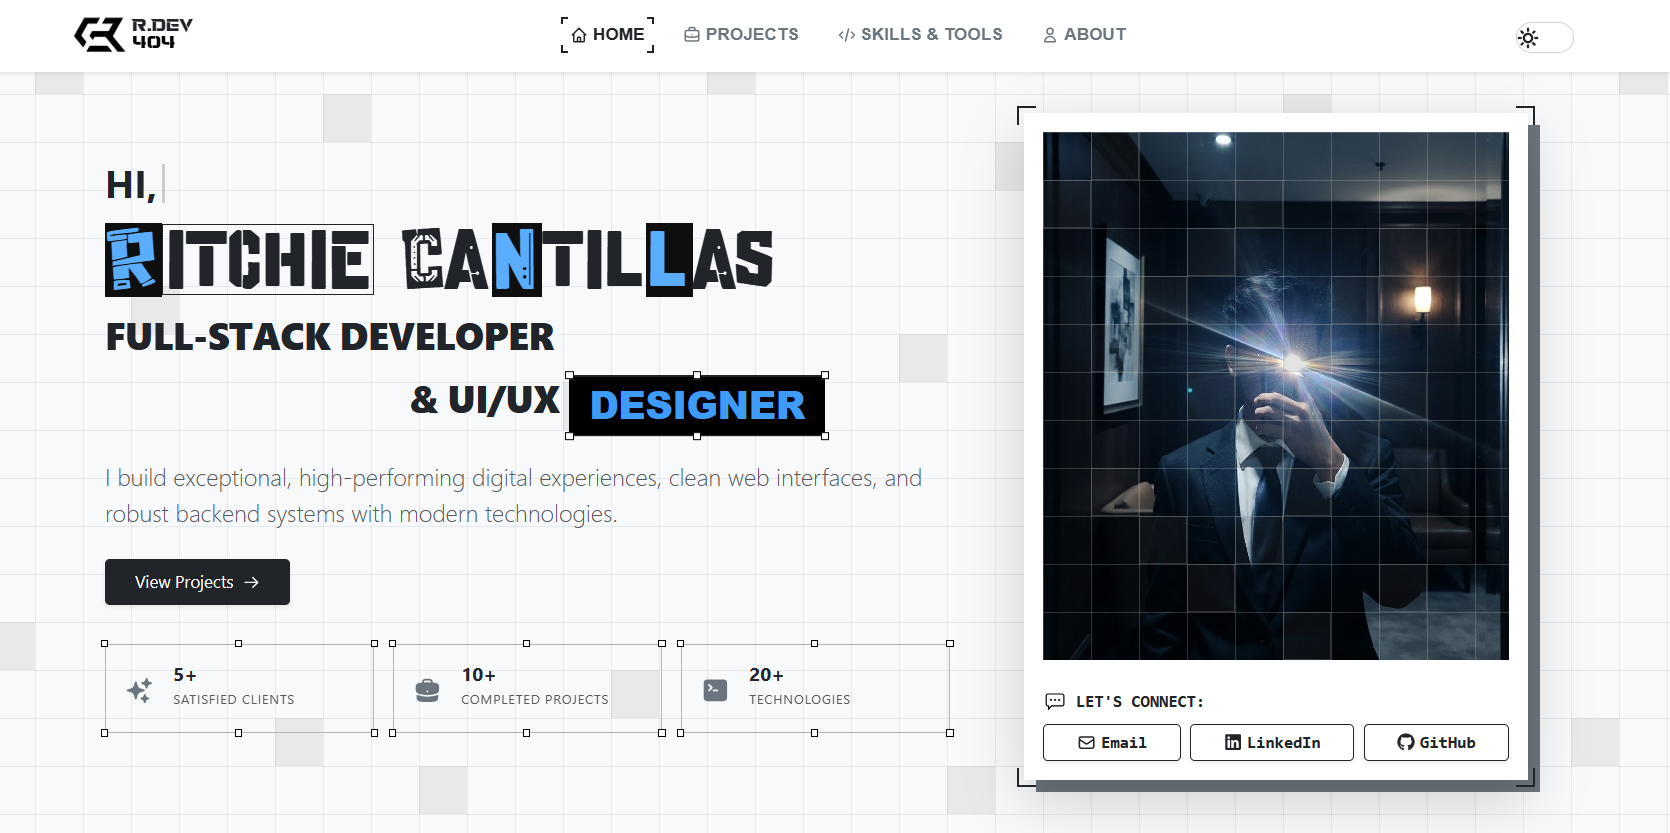 R.DEV
404
HOME
PROJECTS
SKILLS & TOOLS
ABOUT
HI,
RITCHIE CANTILLAS
FULL-STACK DEVELOPER
& UI/UX DESIGNER
I build exceptional, high-performing digital experiences, clean web interfaces, and
robust backend systems with modern technologies.
View Projects →
5+
SATISFIED CLIENTS
10+
COMPLETED PROJECTS
20+
TECHNOLOGIES
LET'S CONNECT:
Email
LinkedIn
GitHub